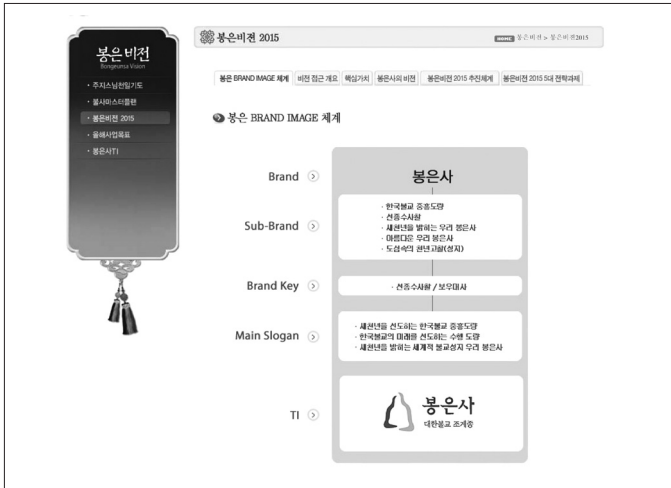 봉은비전
Bongeunsa Vision
· 주지스님천일기도
· 불사마스터플랜
· 봉은비전 2015
· 올해사업목표
· 봉은사TI
봉은비전 2015
HOME 봉은비전 > 봉은비전2015
봉은 BRAND IMAGE 체계
비전 접근 개요
핵심가치
봉은사의 비전
봉은비전 2015 추진체계
봉은비전 2015 5대 전략과제
봉은 BRAND IMAGE 체계
Brand
봉은사
Sub-Brand
· 한국불교 중흥도량
· 선종수사찰
· 새천년을 밝히는 우리 봉은사
· 아름다운 우리 봉은사
· 도심속의 천년고찰(성지)
Brand Key
· 선종수사찰 / 보우대사
Main Slogan
· 새천년을 선도하는 한국불교 중흥도량
· 한국불교의 미래를 선도하는 수행 도량
· 새천년을 밝히는 세계적 불교성지 우리 봉은사
TI
봉은사
대한불교 조계종